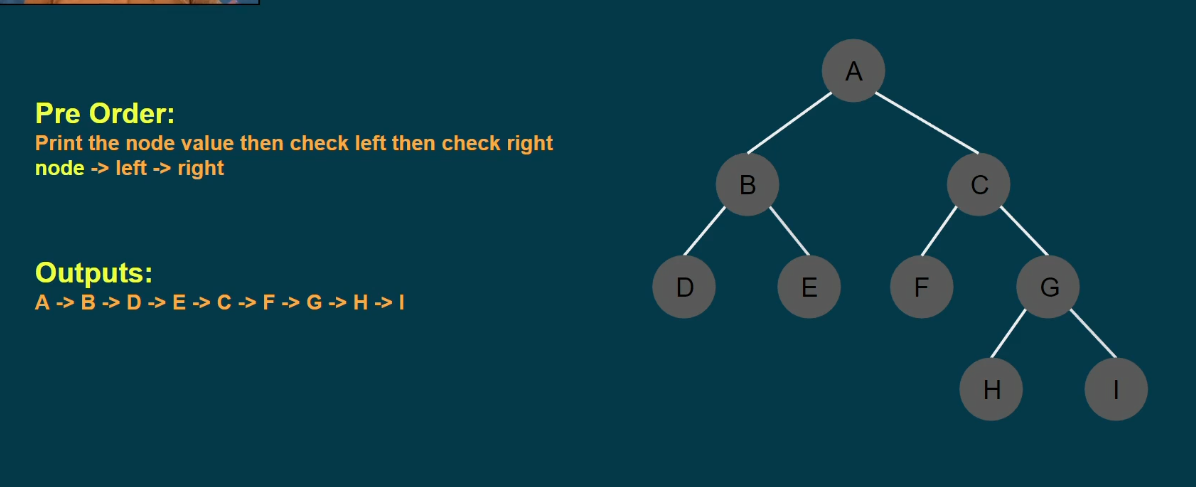 Pre Order:
Print the node value then check left then check right
node -> left -> right
Outputs:
A -> B -> D -> E -> C -> F -> G -> H -> I
A
B
C
D
E
F
G
H
I